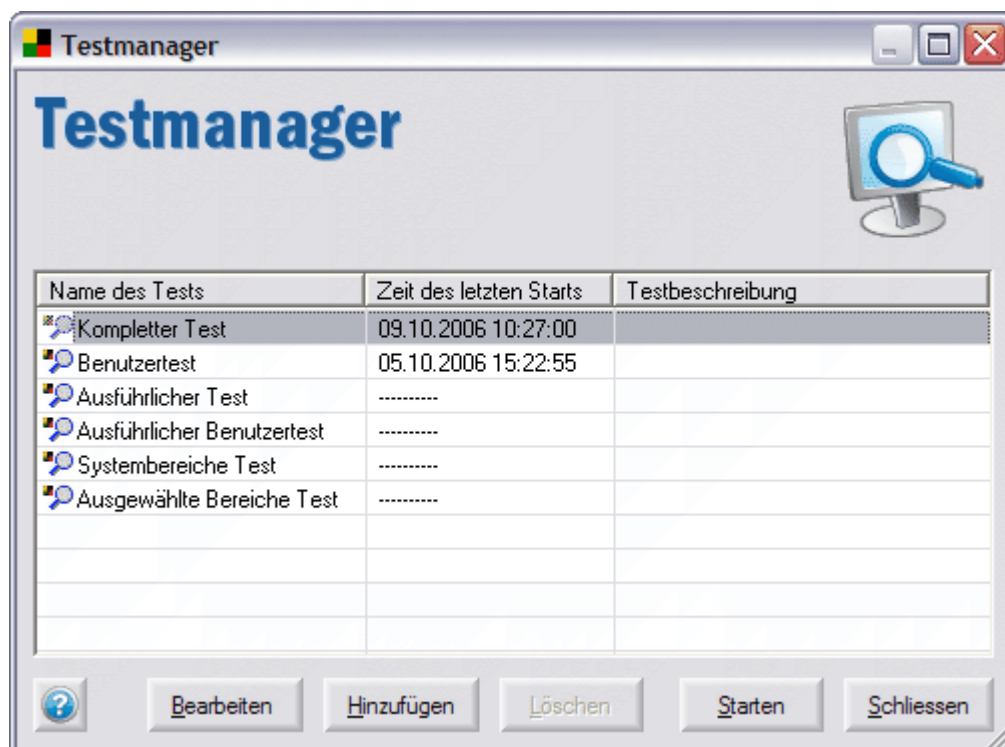 Testmanager
Testmanager
Name des Tests Zeit des letzten Starts Testbeschreibung
Kompletter Test 09.10.2006 10:27:00
Benutzertest 05.10.2006 15:22:55
Ausführlicher Test ----------
Ausführlicher Benutzertest ----------
Systembereiche Test ----------
Ausgewählte Bereiche Test ----------
? Bearbeiten Hinzufügen Löschen Starten Schliessen